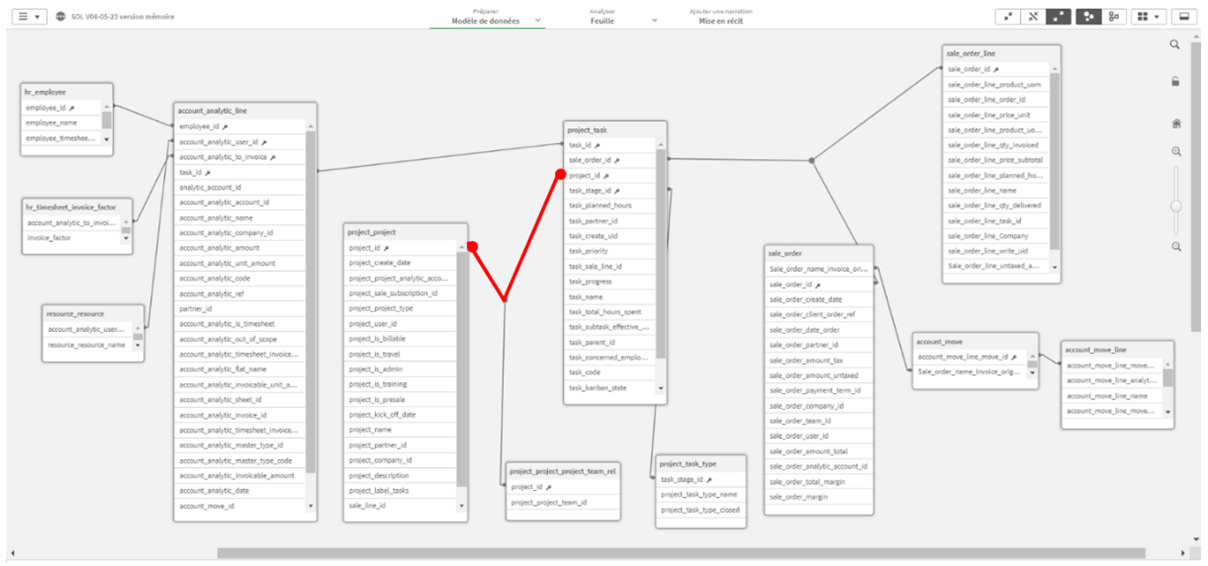 SOL V04-05-23 version mémoire
Préparer
Modèle de données
Analyser
Feuille
Ajouter une narration
Mise en récit
hr_employee
employee_id
employee_name
employee_timeshee...
hr_timesheet_invoice_factor
account_analytic_to_invoi...
invoice_factor
resource_resource
account_analytic_user...
resource_resource_name
account_analytic_line
employee_id
account_analytic_user_id
account_analytic_to_invoice
task_id
analytic_account_id
account_analytic_account_id
account_analytic_name
account_analytic_company_id
account_analytic_amount
account_analytic_unit_amount
account_analytic_code
account_analytic_ref
partner_id
account_analytic_is_timesheet
account_analytic_out_of_scope
account_analytic_timesheet_invoice...
account_analytic_flat_name
account_analytic_invoicable_unit_a...
account_analytic_sheet_id
account_analytic_invoice_id
account_analytic_timesheet_invoice...
account_analytic_master_type_id
account_analytic_master_type_code
account_analytic_invoicable_amount
account_analytic_date
account_move_id
project_project
project_id
project_create_date
project_project_analytic_acco...
project_sale_subscription_id
project_project_type
project_user_id
project_is_billable
project_is_travel
project_is_admin
project_is_training
project_is_presale
project_kick_off_date
project_name
project_partner_id
project_company_id
project_description
project_label_tasks
sale_line_id
project_task
task_id
sale_order_id
project_id
task_stage_id
task_planned_hours
task_partner_id
task_create_uid
task_priority
task_sale_line_id
task_progress
task_name
task_total_hours_spent
task_subtask_effective_...
task_parent_id
task_concerned_emplo...
task_code
task_kanban_state
project_project_project_team_rel
project_id
project_project_team_id
project_task_type
task_stage_id
project_task_type_name
project_task_type_closed
sale_order
Sale_order_name_invoice_ori...
sale_order_id
sale_order_create_date
sale_order_client_order_ref
sale_order_date_order
sale_order_partner_id
sale_order_amount_tax
sale_order_amount_untaxed
sale_order_payment_term_id
sale_order_company_id
sale_order_team_id
sale_order_user_id
sale_order_amount_total
sale_order_analytic_account_id
sale_order_total_margin
sale_order_margin
sale_order_line
sale_order_id
sale_order_line_product_uom
sale_order_line_order_id
sale_order_line_price_unit
sale_order_line_product_uo...
sale_order_line_qty_invoiced
sale_order_line_price_subtotal
sale_order_line_planned_ho...
sale_order_line_name
sale_order_line_qty_delivered
sale_order_line_task_id
sale_order_line_Company
sale_order_line_write_uid
Sale_order_line_untaxed_a...
account_move
account_move_line_move_id
Sale_order_name_invoice_orig...
account_move_line
account_move_line_move...
account_move_line_analyt...
account_move_line_name
account_move_line_move...